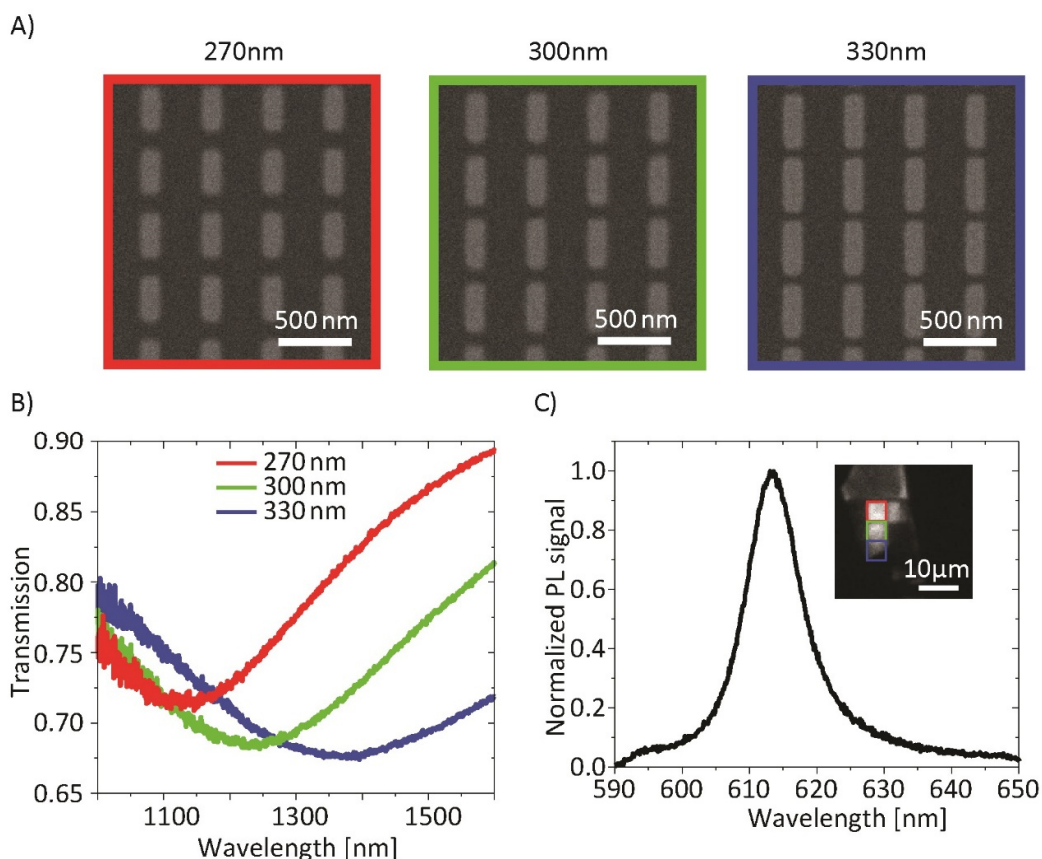 A)
270nm 300nm 330nm
500 nm 500 nm 500 nm
B)
0.90
0.85
0.80
0.75
0.70
0.65
Transmission
270 nm
300 nm
330 nm
1100 1300 1500
Wavelength [nm]
C)
1.0
0.8
0.6
0.4
0.2
0.0
Normalized PL signal
10µm
590 600 610 620 630 640 650
Wavelength [nm]